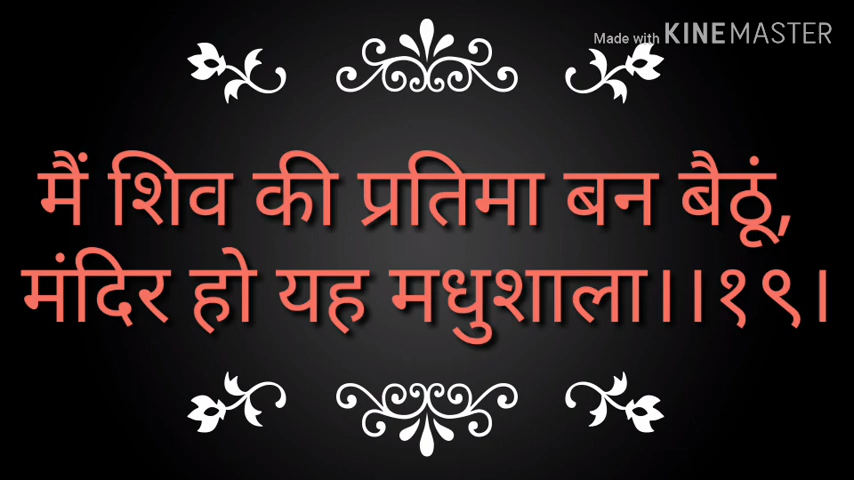 Made with KINEMASTER
मैं शिव की प्रतिमा बन बैठूं,
मंदिर हो यह मधुशाला।।१९।